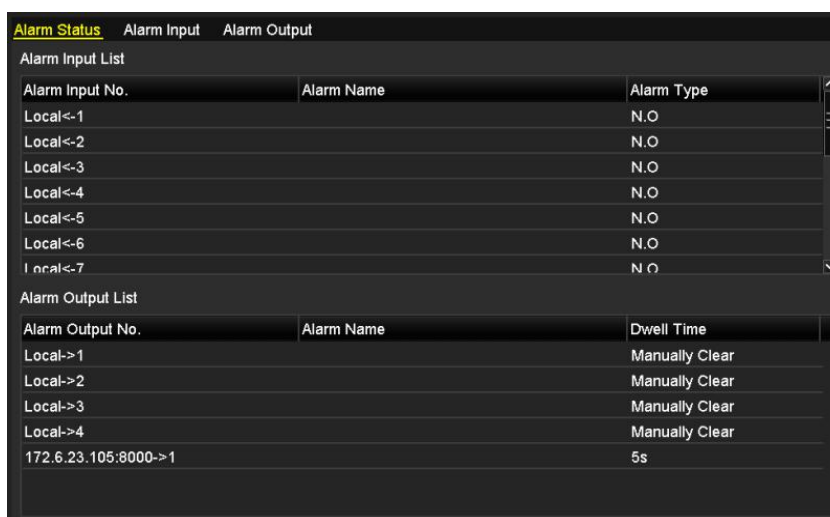 Alarm Status Alarm Input Alarm Output
Alarm Input List
Alarm Input No. Alarm Name Alarm Type
Local<-1 N.O
Local<-2 N.O
Local<-3 N.O
Local<-4 N.O
Local<-5 N.O
Local<-6 N.O
Local<-7 N.O
Alarm Output List
Alarm Output No. Alarm Name Dwell Time
Local->1 Manually Clear
Local->2 Manually Clear
Local->3 Manually Clear
Local->4 Manually Clear
172.6.23.105:8000->1 5s